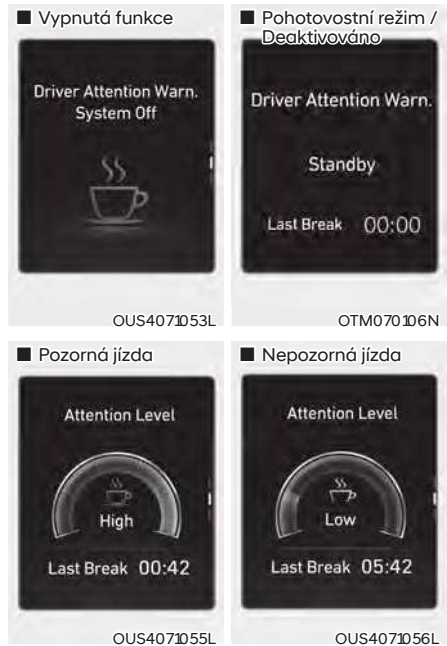 ■ Vypnutá funkce
Driver Attention Warn.
System Off
OUS4071053L
■ Pohotovostní režim /
Deaktivováno
Driver Attention Warn.
Standby
Last Break 00:00
OTM070106N
■ Pozorná jízda
Attention Level
High
Last Break 00:42
OUS4071055L
■ Nepozorná jízda
Attention Level
Low
Last Break 05:42
OUS4071056L